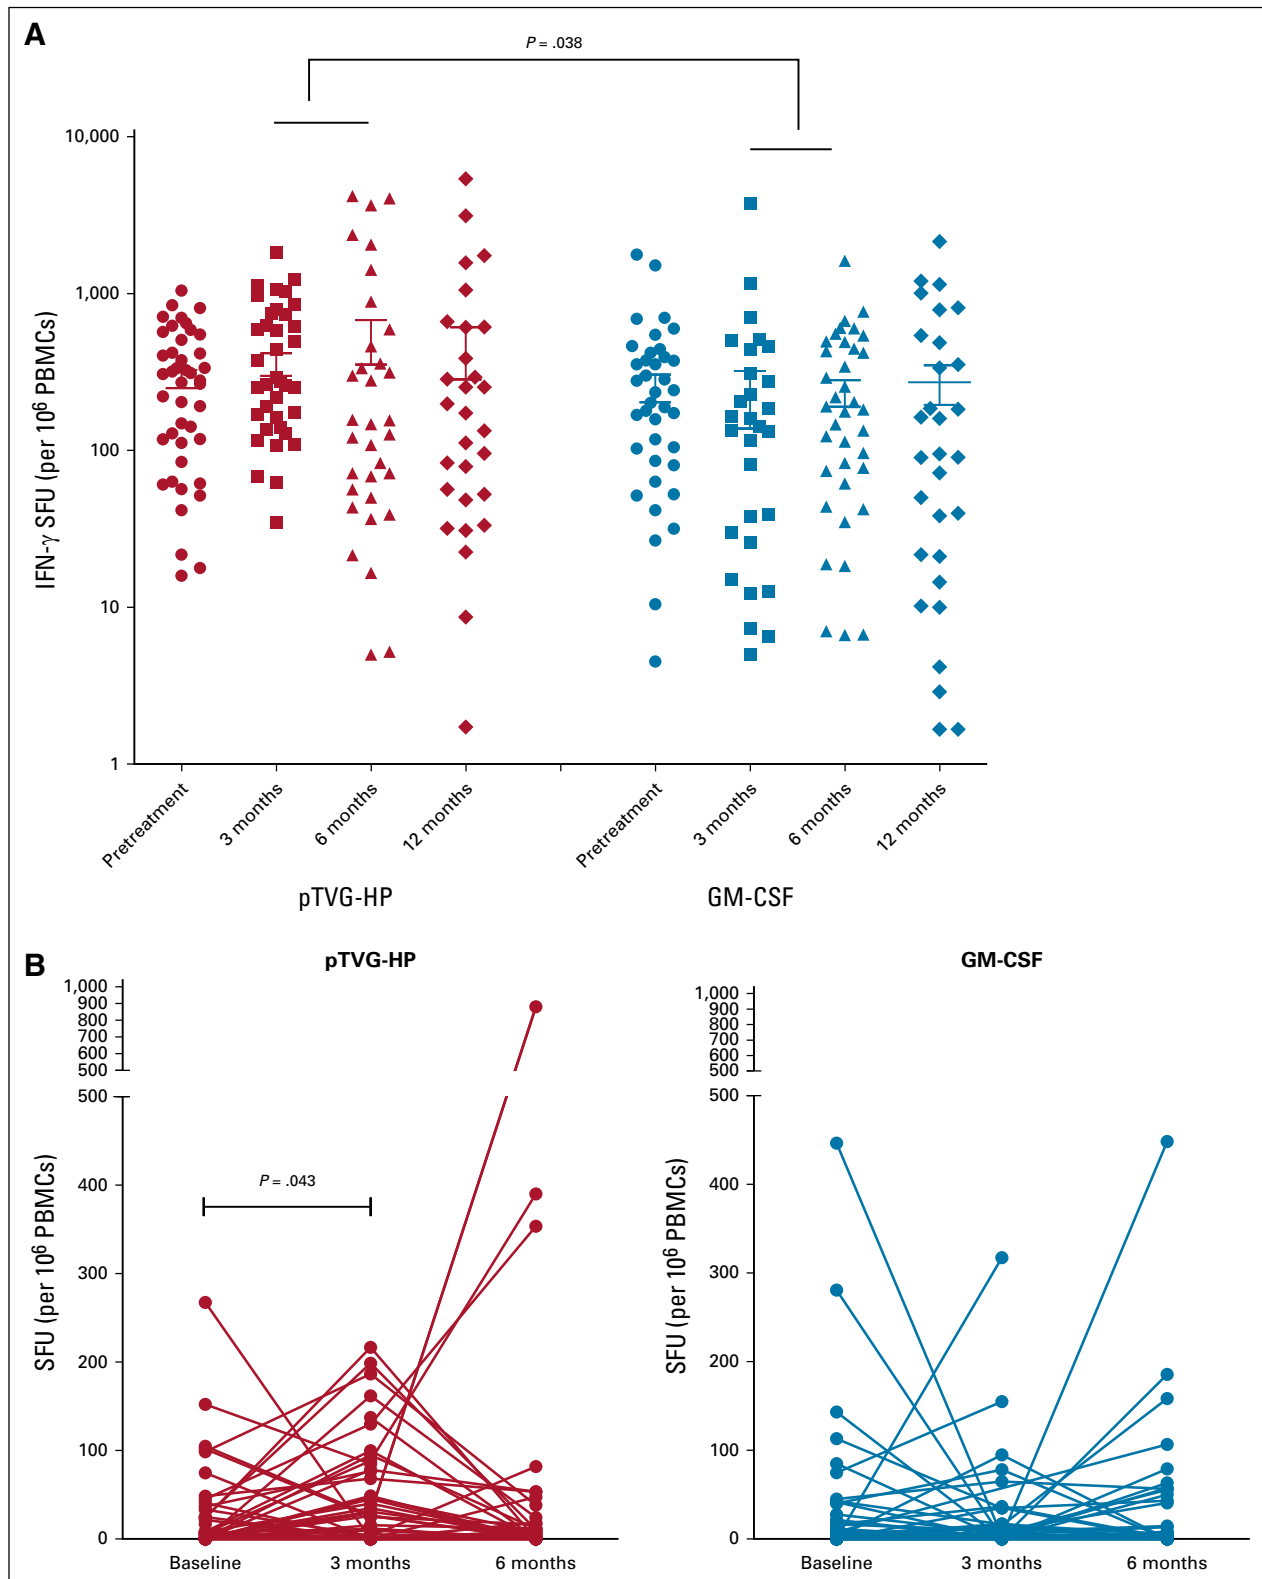 A
P = .038
10,000
1,000
100
10
1
IFN-γ SFU (per 10⁶ PBMCs)
Pretreatment
3 months
6 months
12 months
Pretreatment
3 months
6 months
12 months
pTVG-HP
GM-CSF
B
pTVG-HP
1,000
900
800
700
600
500
500
400
300
200
100
0
SFU (per 10⁶ PBMCs)
P = .043
Baseline
3 months
6 months
GM-CSF
1,000
900
800
700
600
500
500
400
300
200
100
0
SFU (per 10⁶ PBMCs)
Baseline
3 months
6 months